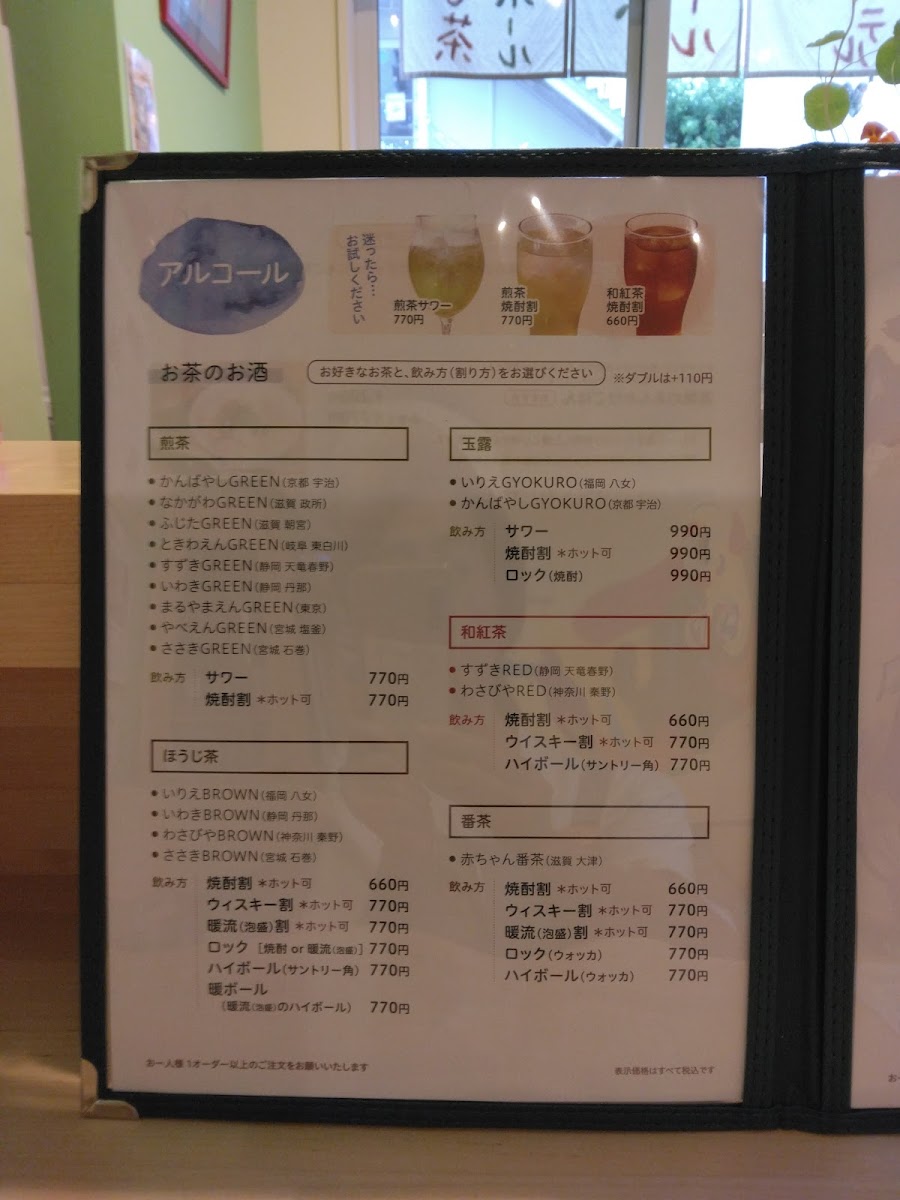 アルコール
迷ったら…
お試しください
煎茶サワー
770円
煎茶
焼酎割
770円
和紅茶
焼酎割
660円
お茶のお酒
お好きなお茶と、飲み方(割り方)をお選びください
※ダブルは+110円
煎茶
•かんばやしGREEN(京都 宇治)
•なかがわGREEN(滋賀 政所)
•ふじたGREEN(滋賀 朝宮)
•ときわえんGREEN(岐阜 東白川)
•すずきGREEN(静岡 天竜春野)
•いわきGREEN(静岡 丹那)
•まるやまえんGREEN(東京)
•やべえんGREEN(宮城 塩釜)
•ささきGREEN(宮城 石巻)
飲み方 サワー 770円
焼酎割 *ホット可 770円
ほうじ茶
•いりえBROWN(福岡 八女)
•いわきBROWN(静岡 丹那)
•わさびやBROWN(神奈川 秦野)
•ささきBROWN(宮城 石巻)
飲み方 焼酎割 *ホット可 660円
ウィスキー割 *ホット可 770円
暖流(泡盛)割 *ホット可 770円
ロック [焼酎 or 暖流(泡盛)] 770円
ハイボール(サントリー角) 770円
暖ボール
(暖流(泡盛)のハイボール) 770円
玉露
•いりえGYOKURO(福岡 八女)
•かんばやしGYOKURO(京都 宇治)
飲み方 サワー 990円
焼酎割 *ホット可 990円
ロック(焼酎) 990円
和紅茶
•すずきRED(静岡 天竜春野)
•わさびやRED(神奈川 秦野)
飲み方 焼酎割 *ホット可 660円
ウイスキー割 *ホット可 770円
ハイボール(サントリー角) 770円
番茶
•赤ちゃん番茶(滋賀 大津)
飲み方 焼酎割 *ホット可 660円
ウィスキー割 *ホット可 770円
暖流(泡盛)割 *ホット可 770円
ロック(ウォッカ) 770円
ハイボール(ウォッカ) 770円
お一人様 1オーダー以上のご注文をお願いいたします
表示価格はすべて税込です